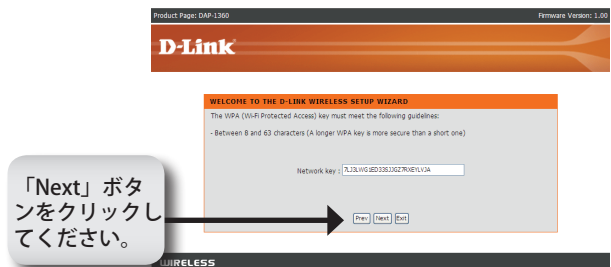 Product Page: DAP-1360 Firmware Version: 1.00
D-Link
WELCOME TO THE D-LINK WIRELESS SETUP WIZARD
The WPA (Wi-Fi Protected Access) key must meet the following guidelines:
- Between 8 and 63 characters (A longer WPA key is more secure than a short one)
Network key :
Prev Next Exit
「Next」ボタ
ンをクリックし
てください。
WIRELESS